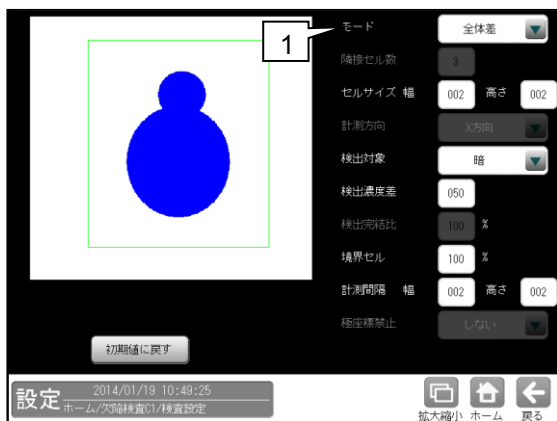 1
モード 全体差
隣接セル数 3
セルサイズ 幅 002 高さ 002
計測方向 X方向
検出対象 暗
検出濃度差 050
検出完結比 100 %
境界セル 100 %
計測間隔 幅 002 高さ 002
極座標禁止 しない
初期値に戻す
設定 2014/01/19 10:49:25
ホーム/欠陥検査C1/検査設定
拡大縮小 ホーム 戻る